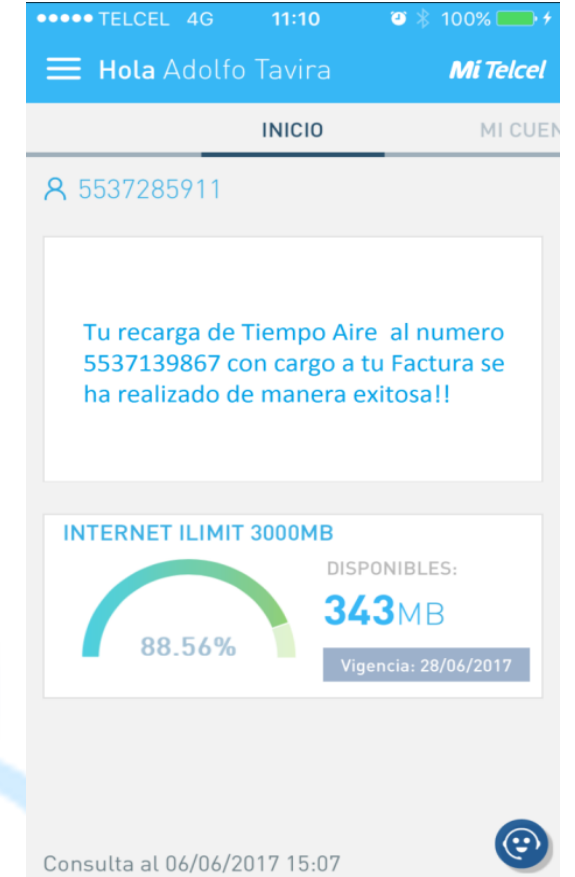 TELCEL 4G 11:10 100%
Hola Adolfo Tavira Mi Telcel
INICIO MI CUEN
5537285911
Tu recarga de Tiempo Aire al numero
5537139867 con cargo a tu Factura se
ha realizado de manera exitosa!!
INTERNET ILIMIT 3000MB
DISPONIBLES:
343MB
88.56%
Vigencia: 28/06/2017
Consulta al 06/06/2017 15:07